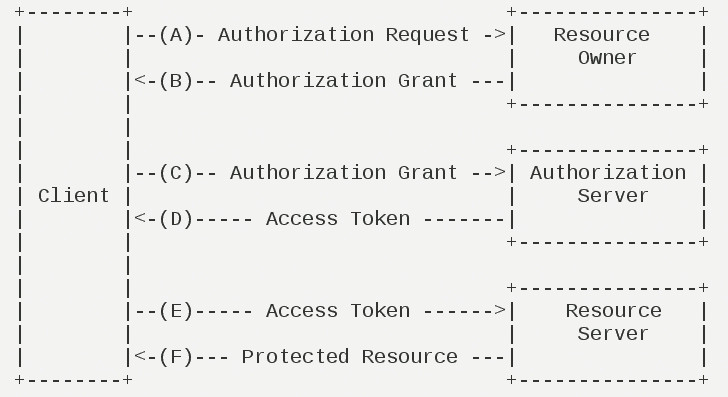 +--------+                               +---------------+
|        |--(A)- Authorization Request ->|   Resource    |
|        |                               |     Owner     |
|        |<-(B)-- Authorization Grant ---|               |
|        |                               +---------------+
|        |
|        |                               +---------------+
|        |--(C)-- Authorization Grant -->| Authorization |
| Client |                               |     Server    |
|        |<-(D)----- Access Token -------|               |
|        |                               +---------------+
|        |
|        |                               +---------------+
|        |--(E)----- Access Token ------>|    Resource   |
|        |                               |     Server    |
|        |<-(F)--- Protected Resource ---|               |
+--------+                               +---------------+